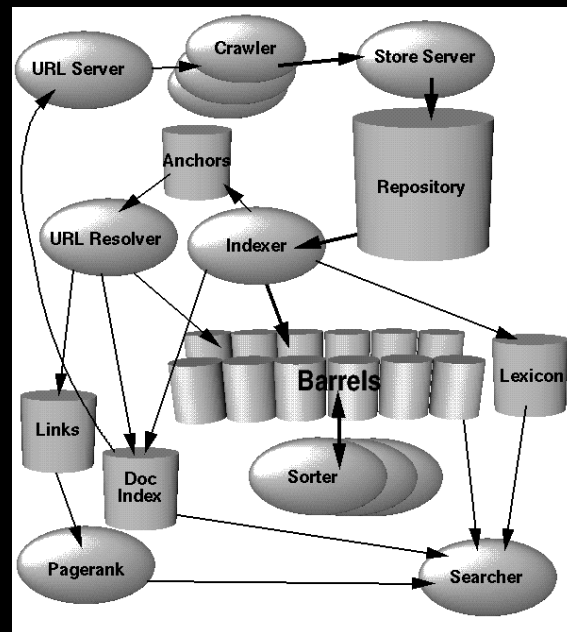 Crawler
URL Server
Store Server
Anchors
Repository
URL Resolver
Indexer
Barrels
Lexicon
Links
Doc
Index
Sorter
Pagerank
Searcher